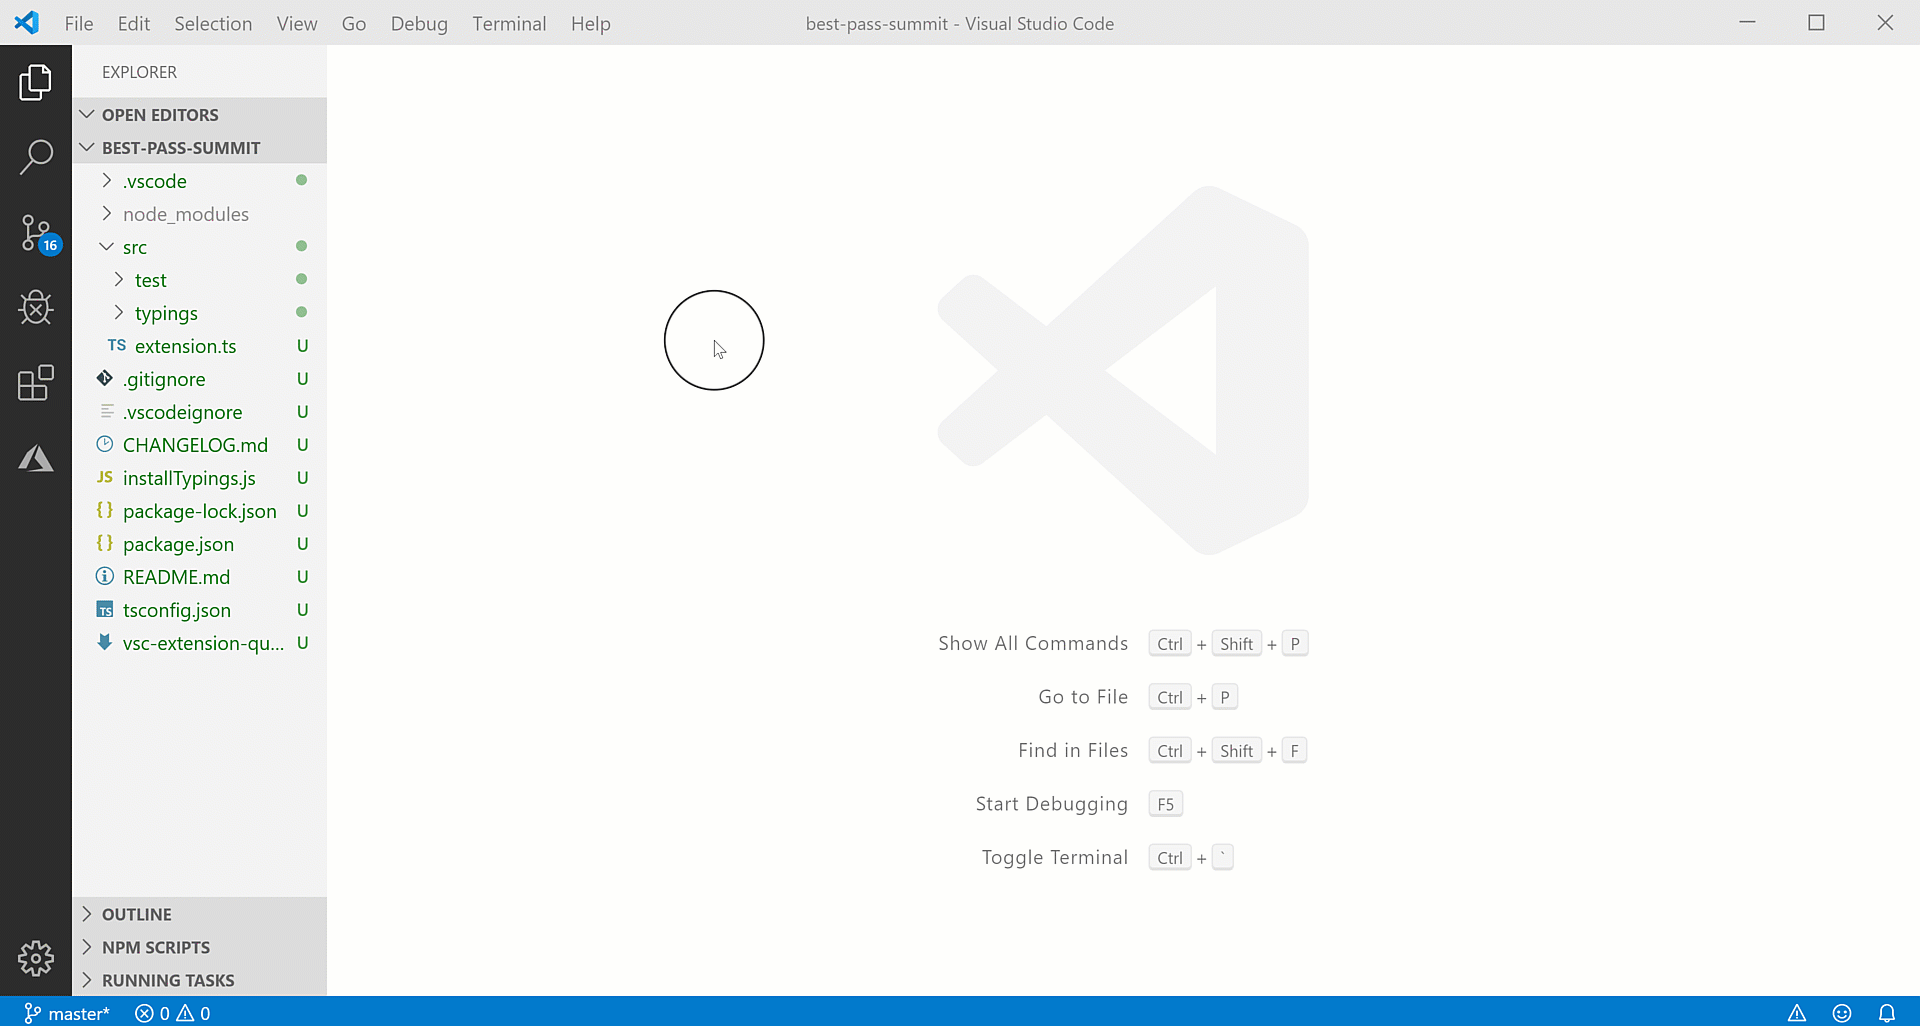 File Edit Selection View Go Debug Terminal Help best-pass-summit - Visual Studio Code
EXPLORER
OPEN EDITORS
BEST-PASS-SUMMIT
.vscode
node_modules
16
src
test
typings
TS extension.ts U
.gitignore U
.vscodeignore U
CHANGELOG.md U
JS installTypings.js U
{} package-lock.json U
{} package.json U
README.md U
TS tsconfig.json U
vsc-extension-qu... U
Show All Commands Ctrl + Shift + P
Go to File Ctrl + P
Find in Files Ctrl + Shift + F
Start Debugging F5
Toggle Terminal Ctrl + `
OUTLINE
NPM SCRIPTS
RUNNING TASKS
master* 0 0